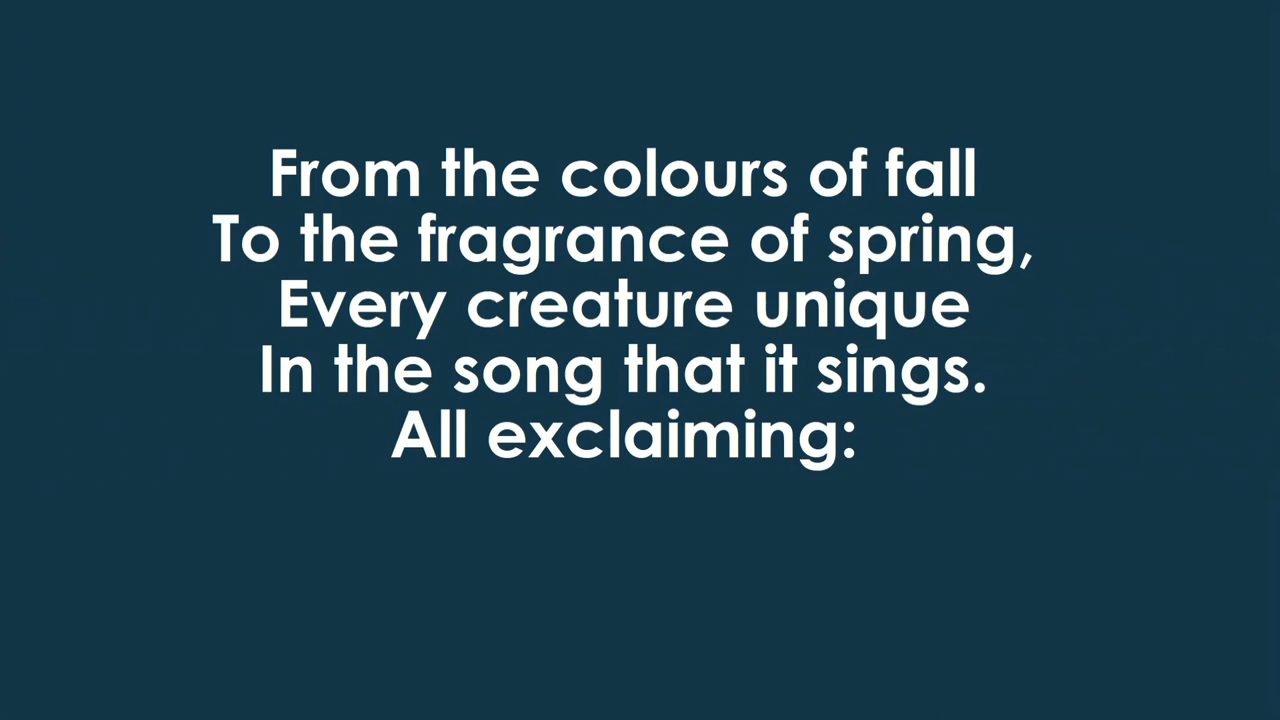 From the colours of fall
To the fragrance of spring,
Every creature unique
In the song that it sings.
All exclaiming: